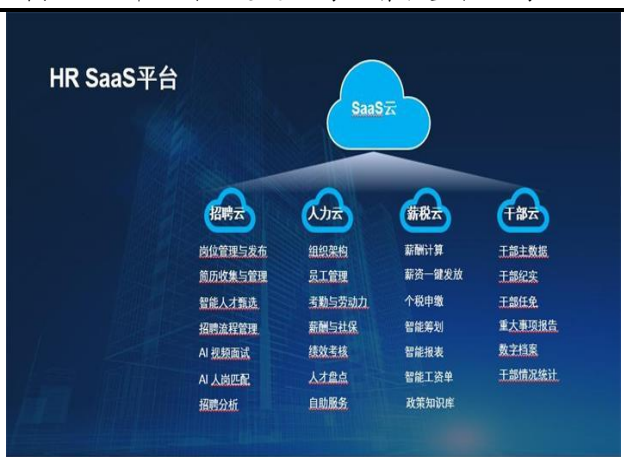 HR SaaS平台
SaaS云
招聘云
岗位管理与发布
简历收集与管理
智能人才甄选
招聘流程管理
AI 视频面试
AI 人岗匹配
招聘分析
人力云
组织架构
员工管理
考勤与劳动力
薪酬与社保
绩效考核
人才盘点
自助服务
薪税云
薪酬计算
薪资一键发放
个税申缴
智能筹划
智能报表
智能工资单
政策知识库
干部云
干部主数据
干部纪实
干部任免
重大事项报告
数字档案
干部情况统计